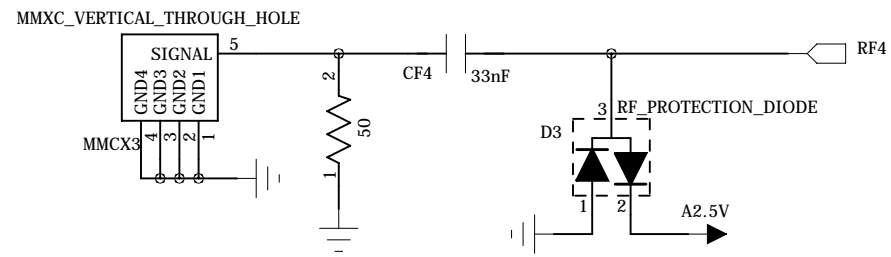 MMXC_VERTICAL_THROUGH_HOLE
SIGNAL
5
GND4
GND3
GND2
GND1
4
3
2
1
MMCX3
2
50
1
CF4
33nF
RF4
3
RF_PROTECTION_DIODE
D3
1
2
A2.5V